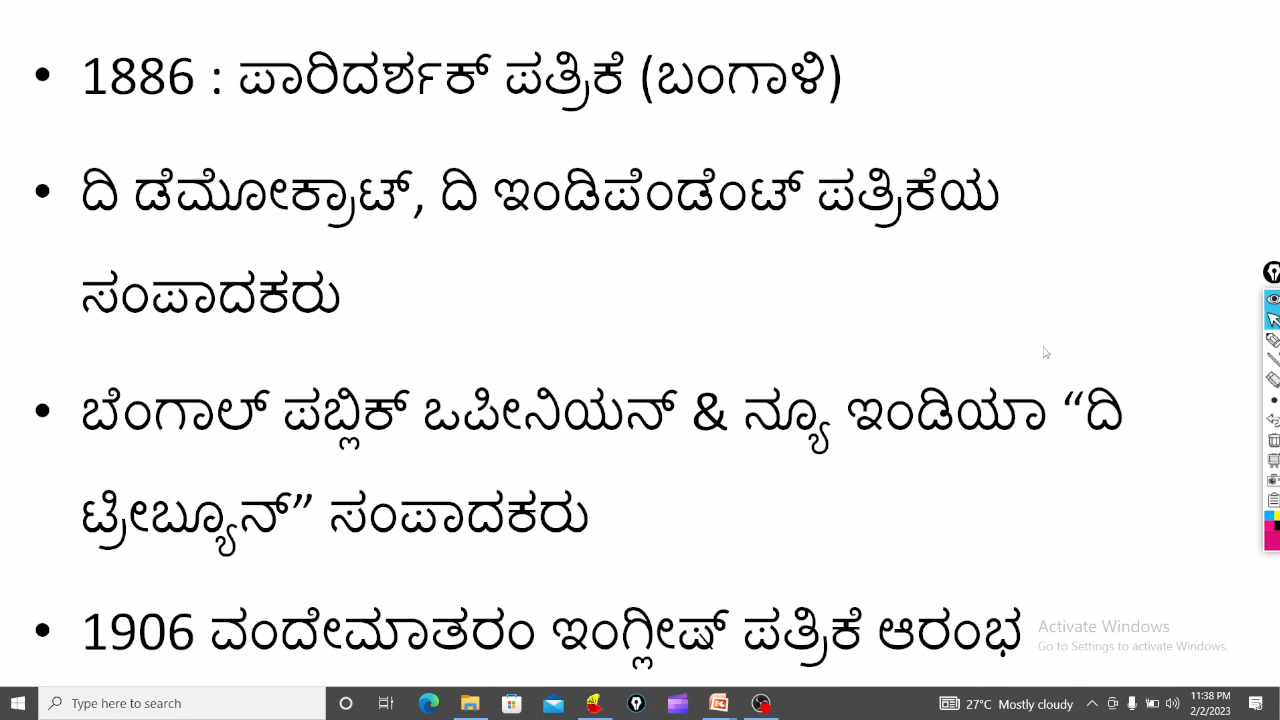 • 1886 : ಪಾರಿದರ್ಶಕ್ ಪತ್ರಿಕೆ (ಬಂಗಾಳಿ)
• ದಿ ಡೆಮೋಕ್ರಾಟ್, ದಿ ಇಂಡಿಪೆಂಡೆಂಟ್ ಪತ್ರಿಕೆಯ
ಸಂಪಾದಕರು
• ಬೆಂಗಾಲ್ ಪಬ್ಲಿಕ್ ಒಪೀನಿಯನ್ & ನ್ಯೂ ಇಂಡಿಯಾ “ದಿ
ಟ್ರೀಬ್ಯೂನ್” ಸಂಪಾದಕರು
• 1906 ವಂದೇಮಾತರಂ ಇಂಗ್ಲೀಷ್ ಪತ್ರಿಕೆ ಆರಂಭ
Activate Windows
Go to Settings to activate Windows.
Type here to search
27°C Mostly cloudy
11:38 PM
2/2/2023